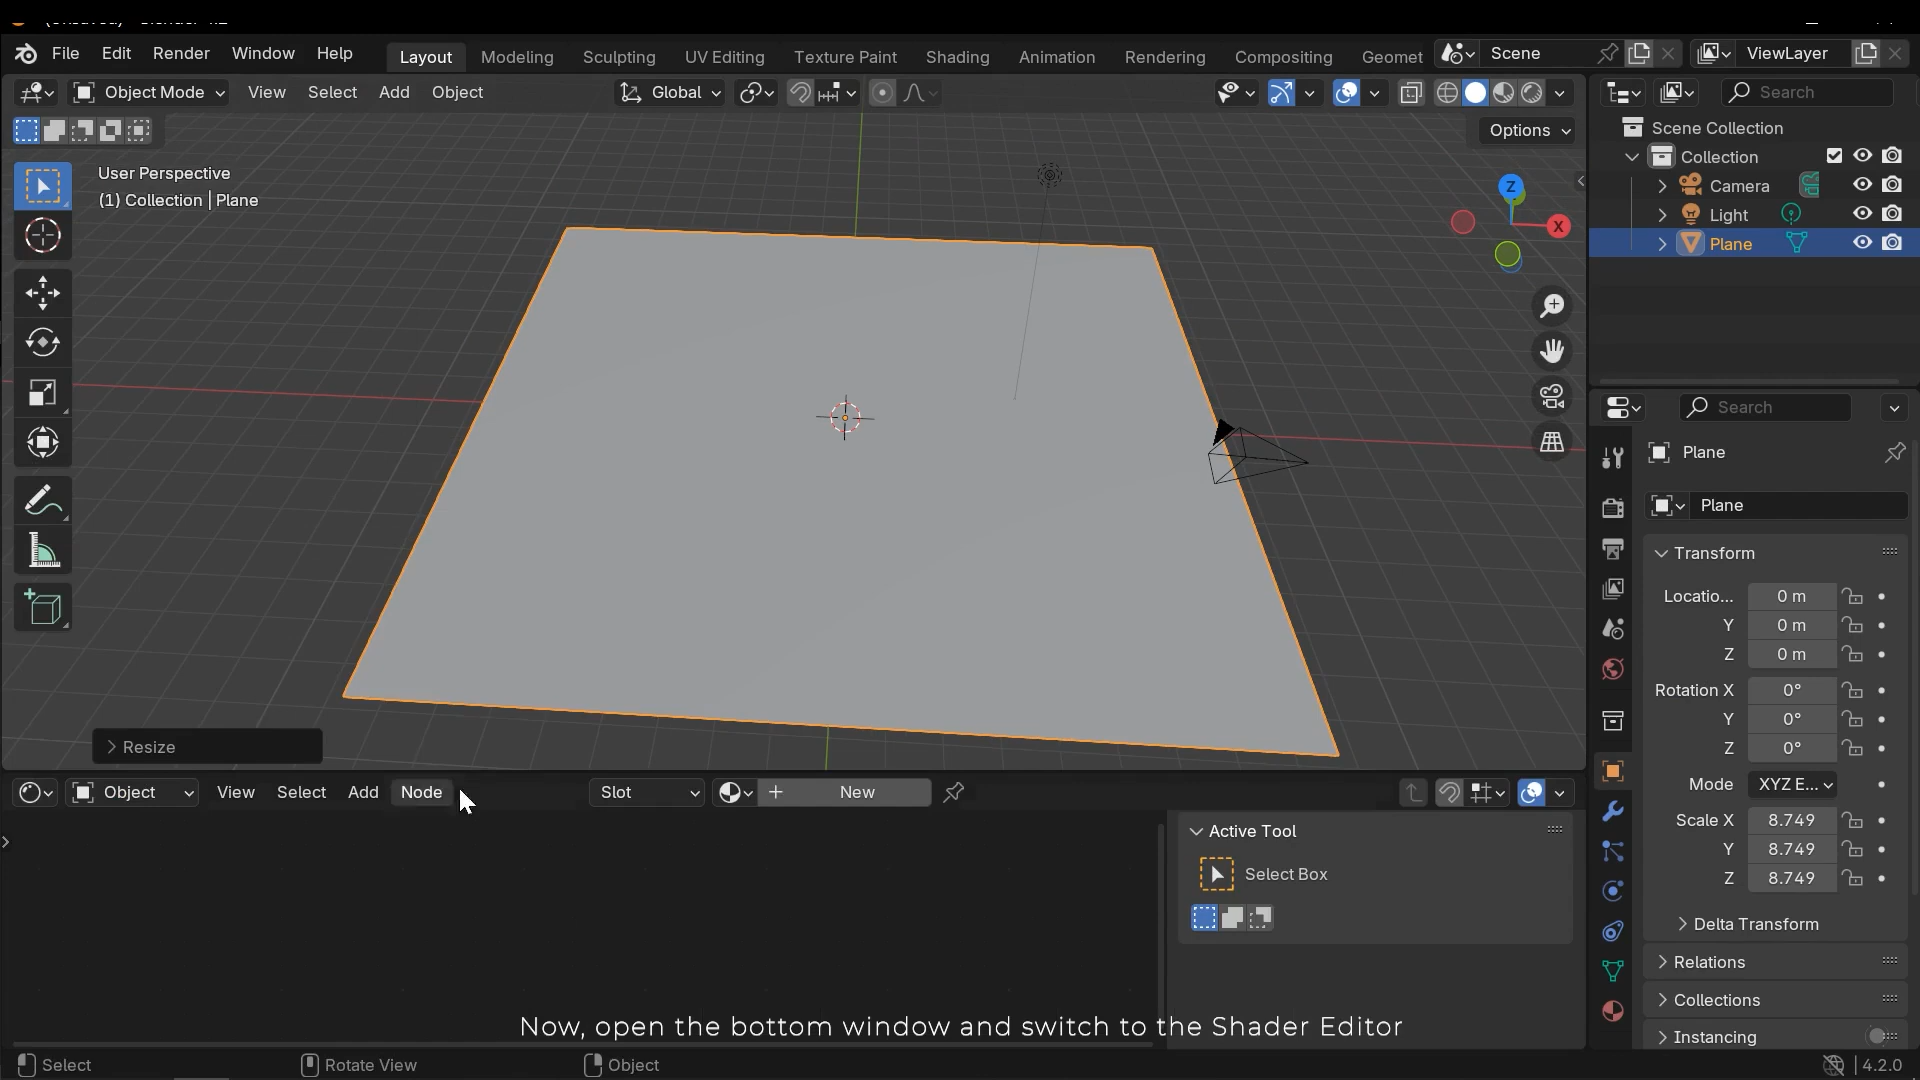 File Edit Render Window Help Layout Modeling Sculpting UV Editing Texture Paint Shading Animation Rendering Compositing Geomet Scene ViewLayer
Object Mode View Select Add Object Global Search
Options
User Perspective
(1) Collection | Plane
Z
X
Scene Collection
Collection
Camera
Light
Plane
Search
Plane
Plane
Transform
Locatio... 0 m
Y 0 m
Z 0 m
Rotation X 0°
Y 0°
Z 0°
Mode XYZ E...
Scale X 8.749
Y 8.749
Z 8.749
Delta Transform
Relations
Collections
Instancing
Resize
Object View Select Add Node Slot New
Active Tool
Select Box
Now, open the bottom window and switch to the Shader Editor
Select Rotate View Object 4.2.0